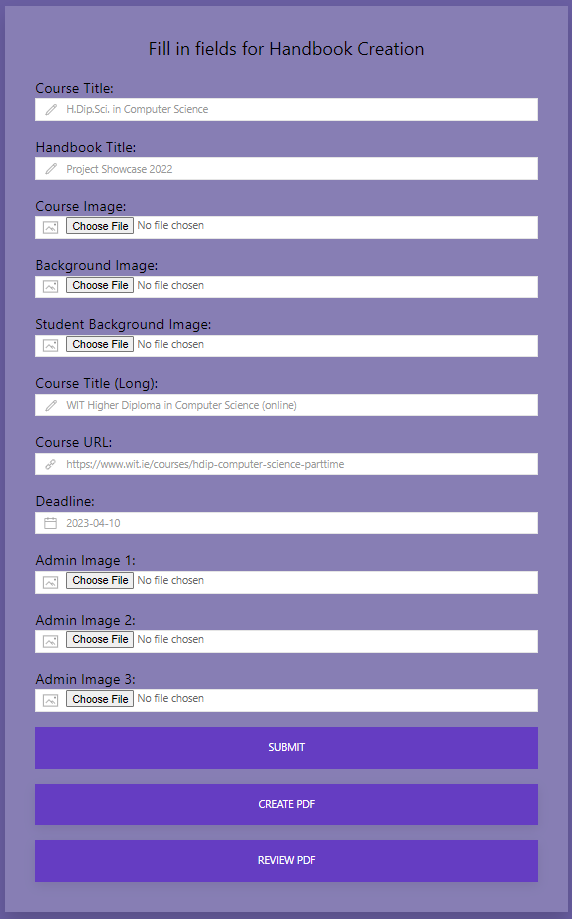 Fill in fields for Handbook Creation
Course Title:
H.Dip.Sci. in Computer Science
Handbook Title:
Project Showcase 2022
Course Image:
Choose File No file chosen
Background Image:
Choose File No file chosen
Student Background Image:
Choose File No file chosen
Course Title (Long):
WIT Higher Diploma in Computer Science (online)
Course URL:
https://www.wit.ie/courses/hdip-computer-science-parttime
Deadline:
2023-04-10
Admin Image 1:
Choose File No file chosen
Admin Image 2:
Choose File No file chosen
Admin Image 3:
Choose File No file chosen
SUBMIT
CREATE PDF
REVIEW PDF